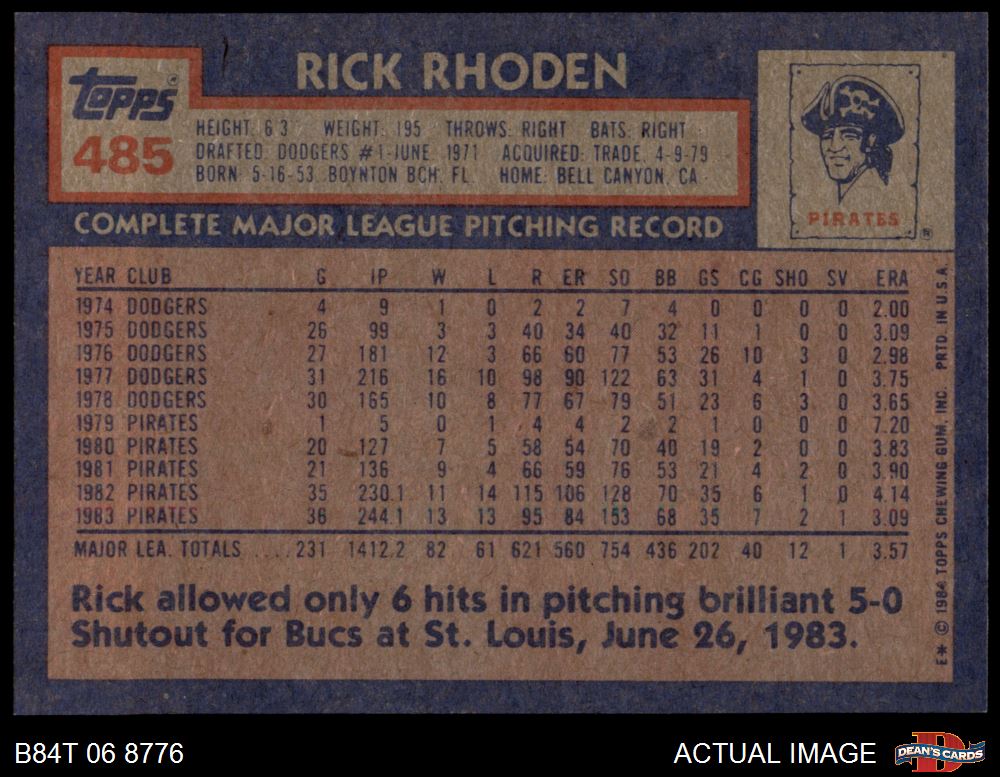 RICK RHODEN
Topps®
485
HEIGHT: 6'3" WEIGHT: 195 THROWS: RIGHT BATS: RIGHT
DRAFTED: DODGERS #1-JUNE, 1971 ACQUIRED: TRADE, 4-9-79
BORN: 5-16-53, BOYNTON BCH, FL. HOME: BELL CANYON, CA.
PIRATES ®
COMPLETE MAJOR LEAGUE PITCHING RECORD
YEAR CLUB G IP W L R ER SO BB GS CG SHO SV ERA
1974 DODGERS 4 9 1 0 2 2 7 4 0 0 0 0 2.00
1975 DODGERS 26 99 3 3 40 34 40 32 11 1 0 0 3.09
1976 DODGERS 27 181 12 3 66 60 77 53 26 10 3 0 2.98
1977 DODGERS 31 216 16 10 98 90 122 63 31 4 1 0 3.75
1978 DODGERS 30 165 10 8 77 67 79 51 23 6 3 0 3.65
1979 PIRATES 1 5 0 1 4 4 2 2 1 0 0 0 7.20
1980 PIRATES 20 127 7 5 58 54 70 40 19 2 0 0 3.83
1981 PIRATES 21 136 9 4 66 59 76 53 21 4 2 0 3.90
1982 PIRATES 35 230.1 11 14 115 106 128 70 35 6 1 0 4.14
1983 PIRATES 36 244.1 13 13 95 84 153 68 35 7 2 1 3.09
MAJOR LEA. TOTALS ....231 1412.2 82 61 621 560 754 436 202 40 12 1 3.57
Rick allowed only 6 hits in pitching brilliant 5-0
Shutout for Bucs at St. Louis, June 26, 1983.
E* © 1984 TOPPS CHEWING GUM, INC. PRTD. IN U.S.A.
B84T 06 8776
ACTUAL IMAGE
D
DEAN'S CARDS